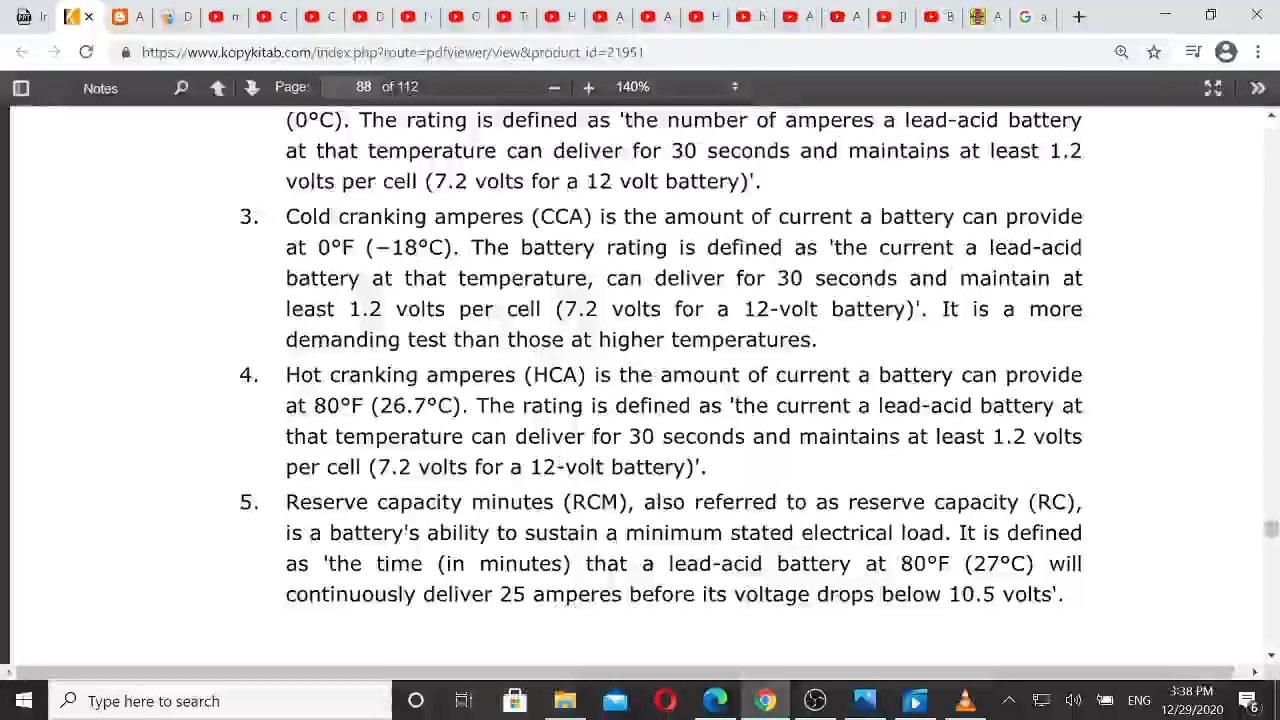 Ir K A D m C C D N O Ti H A A H h A A [I B A G a
https://www.kopykitab.com/index.php?route=pdfviewer/view&product_id=21951
Notes Page: 88 of 112 140%
(0°C). The rating is defined as 'the number of amperes a lead-acid battery
at that temperature can deliver for 30 seconds and maintains at least 1.2
volts per cell (7.2 volts for a 12 volt battery)'.
3. Cold cranking amperes (CCA) is the amount of current a battery can provide
at 0°F (−18°C). The battery rating is defined as 'the current a lead-acid
battery at that temperature, can deliver for 30 seconds and maintain at
least 1.2 volts per cell (7.2 volts for a 12-volt battery)'. It is a more
demanding test than those at higher temperatures.
4. Hot cranking amperes (HCA) is the amount of current a battery can provide
at 80°F (26.7°C). The rating is defined as 'the current a lead-acid battery at
that temperature can deliver for 30 seconds and maintains at least 1.2 volts
per cell (7.2 volts for a 12-volt battery)'.
5. Reserve capacity minutes (RCM), also referred to as reserve capacity (RC),
is a battery's ability to sustain a minimum stated electrical load. It is defined
as 'the time (in minutes) that a lead-acid battery at 80°F (27°C) will
continuously deliver 25 amperes before its voltage drops below 10.5 volts'.
Type here to search ENG 3:38 PM
12/29/2020 6